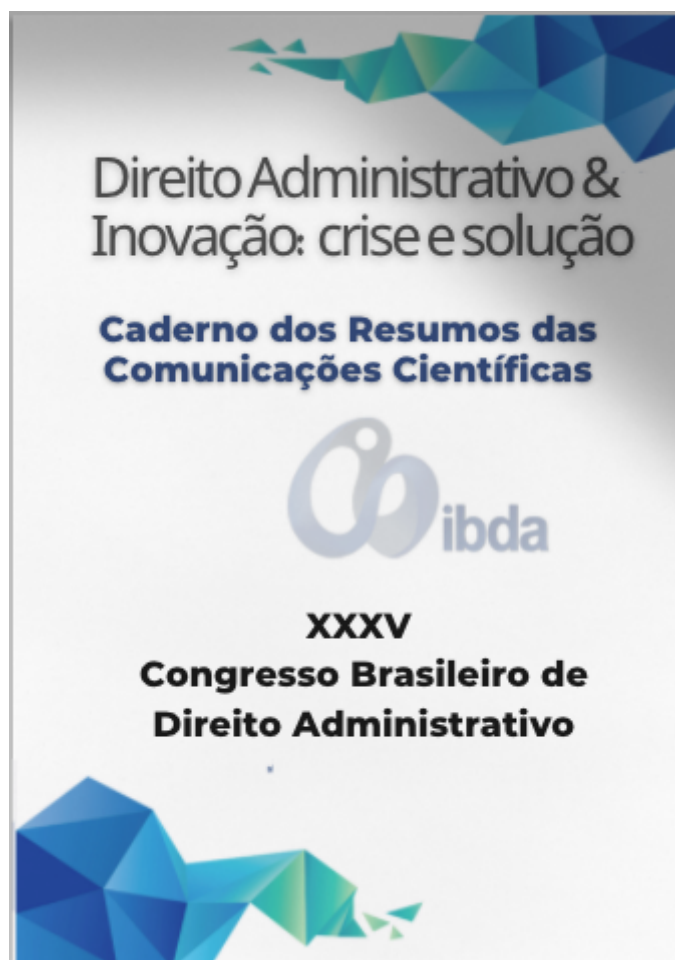 Direito Administrativo &
Inovação: crise e solução
Caderno dos Resumos das
Comunicações Científicas
ibda
XXXV
Congresso Brasileiro de
Direito Administrativo